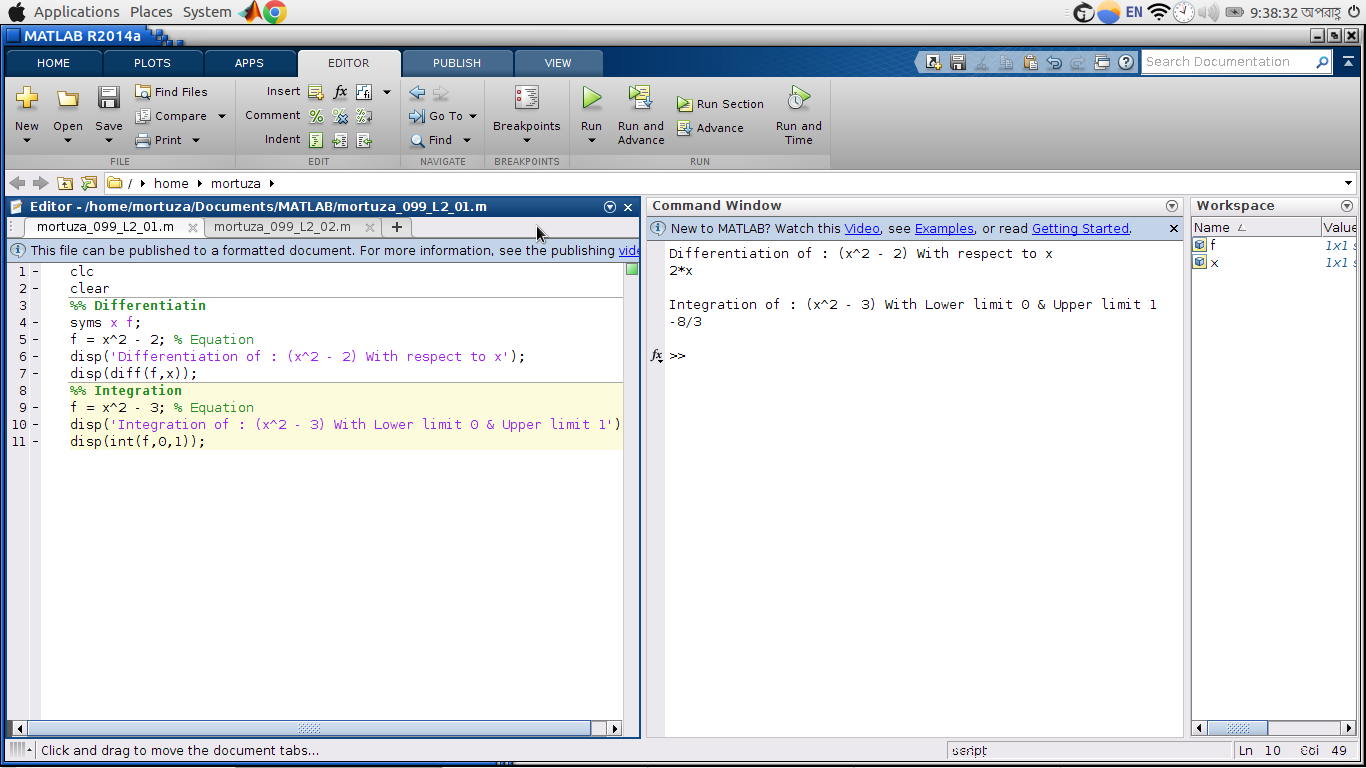 Applications Places System EN 9:38:32 অপরাহ্ণ
MATLAB R2014a
HOME PLOTS APPS EDITOR PUBLISH VIEW Search Documentation
New Open Save Find Files Compare Print
Insert fx
Comment %
Indent
Go To Find
Breakpoints
Run Run and Advance Run Section Advance Run and Time
FILE EDIT NAVIGATE BREAKPOINTS RUN
/ home mortuza
Editor - /home/mortuza/Documents/MATLAB/mortuza_099_L2_01.m
mortuza_099_L2_01.m mortuza_099_L2_02.m +
This file can be published to a formatted document. For more information, see the publishing vide
1 - clc
2 - clear
3 %% Differentiatin
4 - syms x f;
5 - f = x^2 - 2; % Equation
6 - disp('Differentiation of : (x^2 - 2) With respect to x');
7 - disp(diff(f,x));
8 %% Integration
9 - f = x^2 - 3; % Equation
10 - disp('Integration of : (x^2 - 3) With Lower limit 0 & Upper limit 1')
11 - disp(int(f,0,1));
Command Window
New to MATLAB? Watch this Video, see Examples, or read Getting Started.
Differentiation of : (x^2 - 2) With respect to x
2*x
Integration of : (x^2 - 3) With Lower limit 0 & Upper limit 1
-8/3
fx >>
Workspace
Name Value
f 1x1 s
x 1x1 s
Click and drag to move the document tabs...
script Ln 10 Col 49